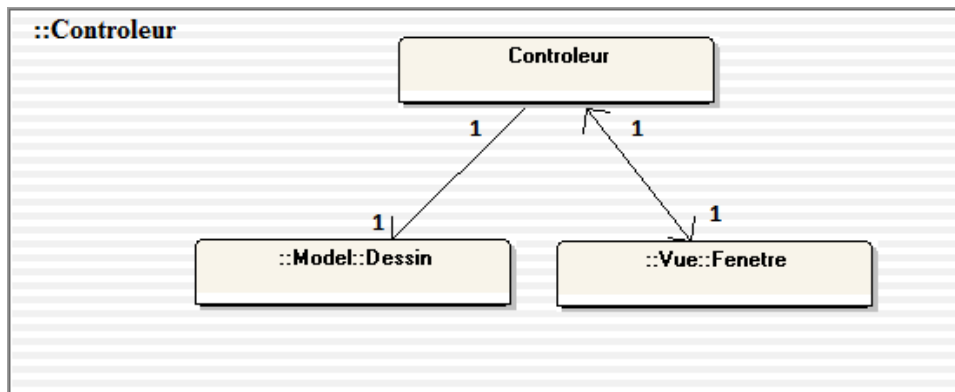 ::Controleur
Controleur
1
1
1
1
::Model::Dessin
::Vue::Fenetre